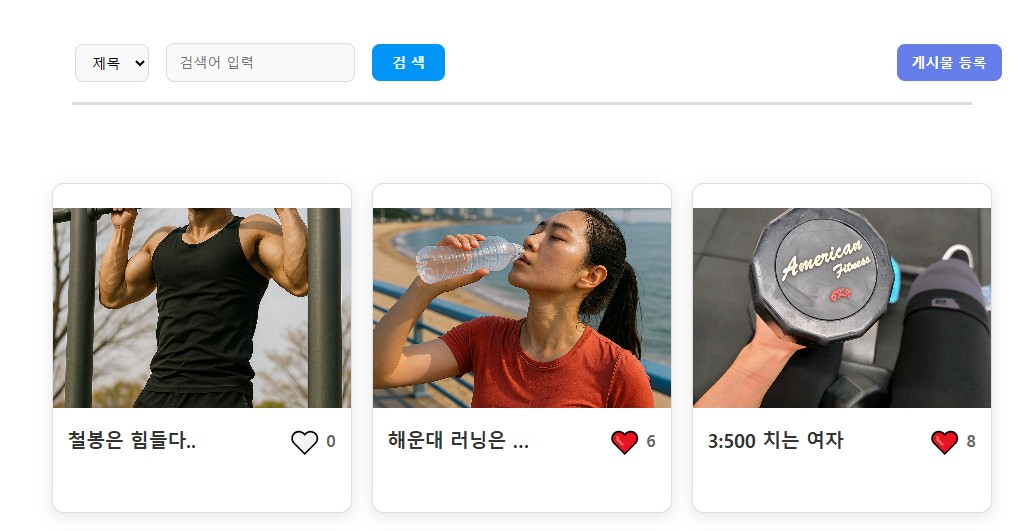 제목
검색어 입력
검 색
게시물 등록
American
Fitness
6Kg
철봉은 힘들다..
0
해운대 러닝은 ...
6
3:500 치는 여자
8